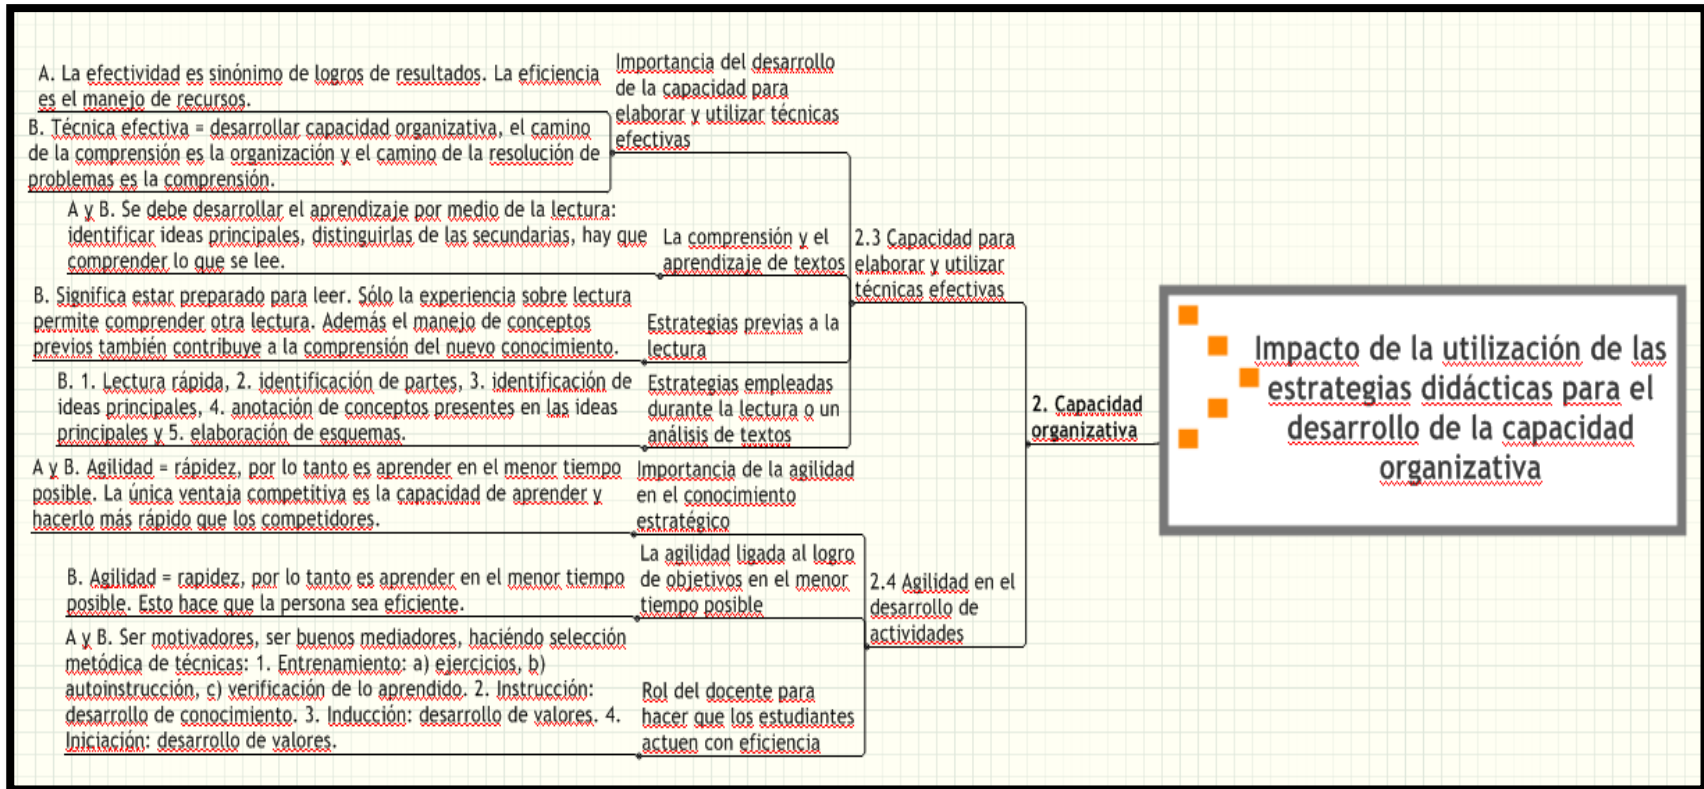 A. La efectividad es sinónimo de logros de resultados. La eficiencia
es el manejo de recursos.
B. Técnica efectiva = desarrollar capacidad organizativa, el camino
de la comprensión es la organización y el camino de la resolución de
problemas es la comprensión.
Importancia del desarrollo
de la capacidad para
elaborar y utilizar técnicas
efectivas
A y B. Se debe desarrollar el aprendizaje por medio de la lectura:
identificar ideas principales, distinguirlas de las secundarias, hay que
comprender lo que se lee.
La comprensión y el
aprendizaje de textos
B. Significa estar preparado para leer. Sólo la experiencia sobre lectura
permite comprender otra lectura. Además el manejo de conceptos
previos también contribuye a la comprensión del nuevo conocimiento.
Estrategias previas a la
lectura
B. 1. Lectura rápida, 2. identificación de partes, 3. identificación de
ideas principales, 4. anotación de conceptos presentes en las ideas
principales y 5. elaboración de esquemas.
Estrategias empleadas
durante la lectura o un
análisis de textos
2.3 Capacidad para
elaborar y utilizar
técnicas efectivas
A y B. Agilidad = rápidez, por lo tanto es aprender en el menor tiempo
posible. La única ventaja competitiva es la capacidad de aprender y
hacerlo más rápido que los competidores.
Importancia de la agilidad
en el conocimiento
estratégico
B. Agilidad = rapidez, por lo tanto es aprender en el menor tiempo
posible. Esto hace que la persona sea eficiente.
La agilidad ligada al logro
de objetivos en el menor
tiempo posible
A y B. Ser motivadores, ser buenos mediadores, haciéndo selección
metódica de técnicas: 1. Entrenamiento: a) ejercicios, b)
autoinstrucción, c) verificación de lo aprendido. 2. Instrucción:
desarrollo de conocimiento. 3. Inducción: desarrollo de valores. 4.
Iniciación: desarrollo de valores.
Rol del docente para
hacer que los estudiantes
actuen con eficiencia
2.4 Agilidad en el
desarrollo de
actividades
2. Capacidad
organizativa
Impacto de la utilización de las
estrategias didácticas para el
desarrollo de la capacidad
organizativa